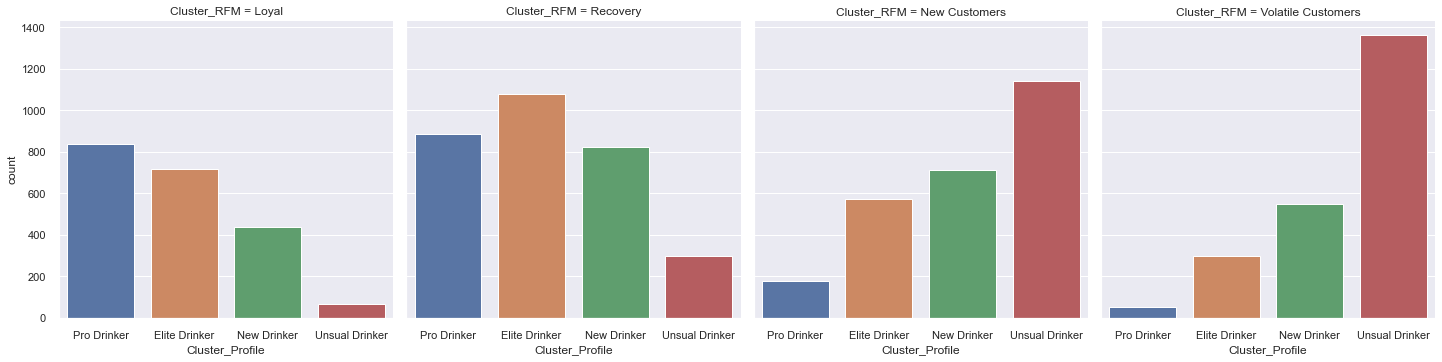 Cluster_RFM = Loyal
Cluster_RFM = Recovery
Cluster_RFM = New Customers
Cluster_RFM = Volatile Customers
1400
1200
1000
800
600
400
200
0
count
Pro Drinker Elite Drinker New Drinker Unsual Drinker
Cluster_Profile
Pro Drinker Elite Drinker New Drinker Unsual Drinker
Cluster_Profile
Pro Drinker Elite Drinker New Drinker Unsual Drinker
Cluster_Profile
Pro Drinker Elite Drinker New Drinker Unsual Drinker
Cluster_Profile